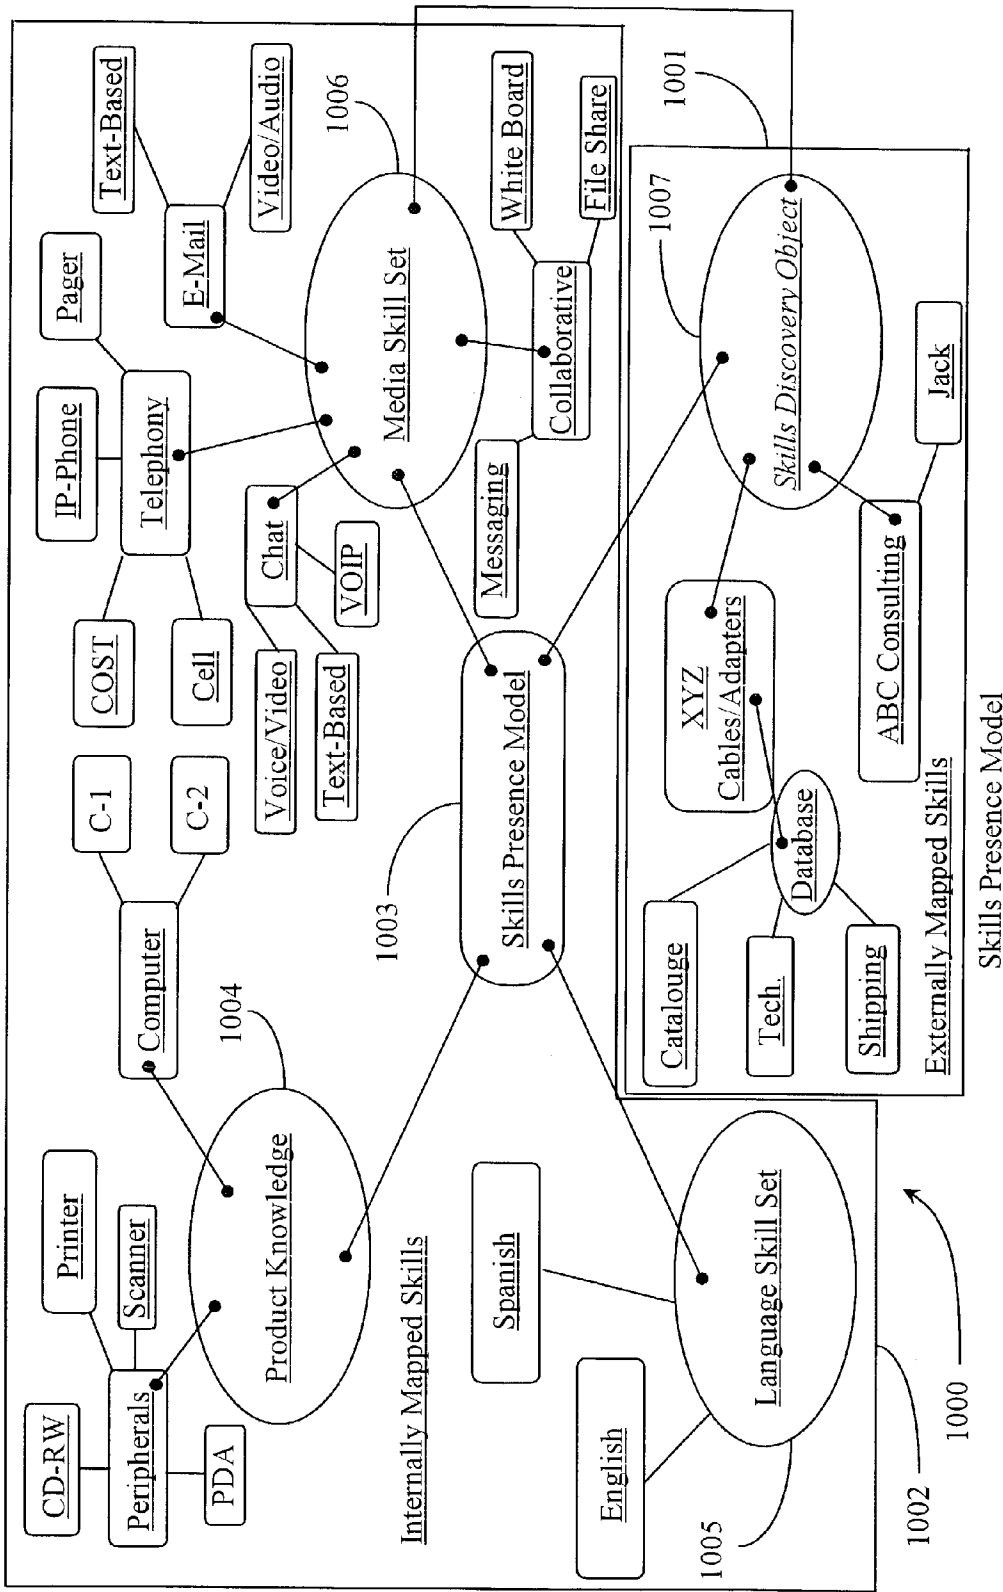 CD-RW
Peripherals
PDA
Printer
Scanner
Computer
C-1
C-2
COST
Cell
Telephony
IP-Phone
Pager
Text-Based
E-Mail
Video/Audio
Voice/Video
Text-Based
Chat
VOIP
1004
Product Knowledge
1006
Media Skill Set
Internally Mapped Skills
1003
Skills Presence Model
Messaging
Collaborative
White Board
File Share
Spanish
English
1005
Language Skill Set
1002
1000
1001
1007
Skills Discovery Object
XYZ
Cables/Adapters
Database
Catalouge
Tech.
Shipping
ABC Consulting
Jack
Externally Mapped Skills
Skills Presence Model